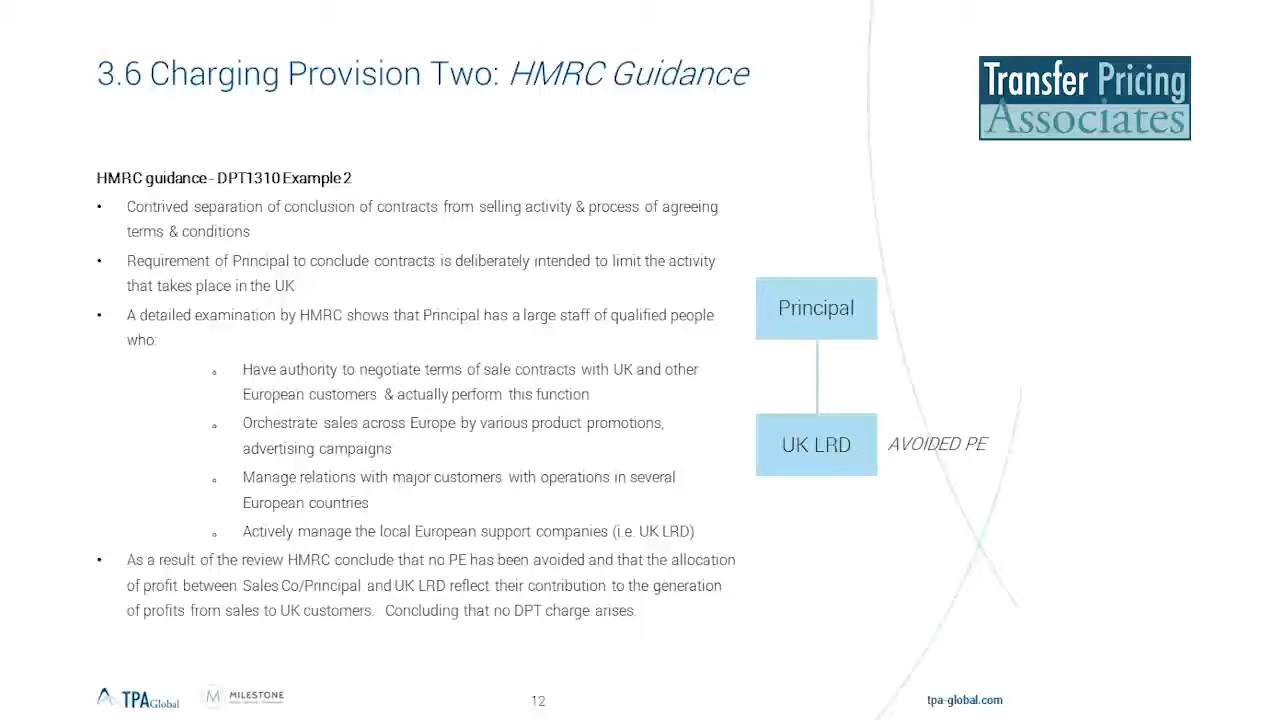 3.6 Charging Provision Two: HMRC Guidance
Transfer Pricing
Associates
HMRC guidance - DPT1310 Example 2
• Contrived separation of conclusion of contracts from selling activity & process of agreeing
terms & conditions
• Requirement of Principal to conclude contracts is deliberately intended to limit the activity
that takes place in the UK
• A detailed examination by HMRC shows that Principal has a large staff of qualified people
who:
Have authority to negotiate terms of sale contracts with UK and other
European customers & actually perform this function
Orchestrate sales across Europe by various product promotions,
advertising campaigns
Manage relations with major customers with operations in several
European countries
Actively manage the local European support companies (i.e. UK LRD)
• As a result of the review HMRC conclude that no PE has been avoided and that the allocation
of profit between Sales Co/Principal and UK LRD reflect their contribution to the generation
of profits from sales to UK customers. Concluding that no DPT charge arises.
Principal
UK LRD
AVOIDED PE
TPA Global
M MILESTONE
12
tpa-global.com